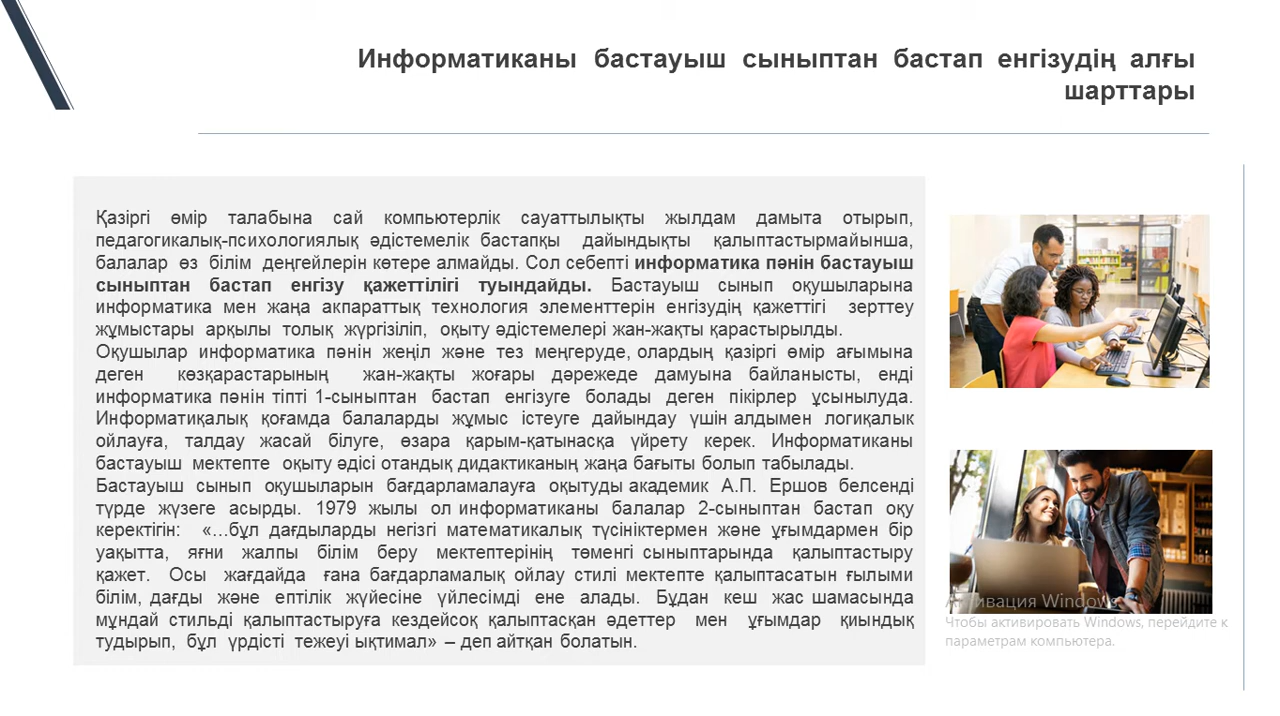 Информатиканы бастауыш сыныптан бастап енгізудің алғы
шарттары
Қазіргі өмір талабына сай компьютерлік сауаттылықты жылдам дамыта отырып,
педагогикалық-психологиялық әдістемелік бастапқы дайындықты қалыптастырмайынша,
балалар өз білім деңгейлерін көтере алмайды. Сол себепті информатика пәнін бастауыш
сыныптан бастап енгізу қажеттілігі туындайды. Бастауыш сынып оқушыларына
информатика мен жаңа акпараттық технология элементтерін енгізудің қажеттігі зерттеу
жұмыстары арқылы толық жүргізіліп, оқыту әдістемелері жан-жақты қарастырылды.
Оқушылар информатика пәнін жеңіл және тез меңгеруде, олардың қазіргі өмір ағымына
деген көзқарастарының жан-жақты жоғары дәрежеде дамуына байланысты, енді
информатика пәнін тіпті 1-сыныптан бастап енгізуге болады деген пікірлер ұсынылуда.
Информатиқалық қоғамда балаларды жұмыс істеуге дайындау үшін алдымен логиқалык
ойлауға, талдау жасай білуге, өзара қарым-қатынасқа үйрету керек. Информатиканы
бастауыш мектепте оқыту әдісі отандық дидактиканың жаңа бағыты болып табылады.
Бастауыш сынып оқушыларын бағдарламалауға оқытуды академик А.П. Ершов белсенді
түрде жүзеге асырды. 1979 жылы ол информатиканы балалар 2-сыныптан бастап оқу
керектігін: «…бұл дағдыларды негізгі математикалық түсініктермен және ұғымдармен бір
уақытта, яғни жалпы білім беру мектептерінің төменгі сыныптарында қалыптастыру
қажет. Осы жағдайда ғана бағдарламалық ойлау стилі мектепте қалыптасатын ғылыми
білім, дағды және ептілік жүйесіне үйлесімді ене алады. Бұдан кеш жас шамасында
мұндай стильді қалыптастыруға кездейсоқ қалыптасқан әдеттер мен ұғымдар қиындық
тудырып, бұл үрдісті тежеуі ықтимал» – деп айтқан болатын.
Активация Windows
Чтобы активировать Windows, перейдите к
параметрам компьютера.